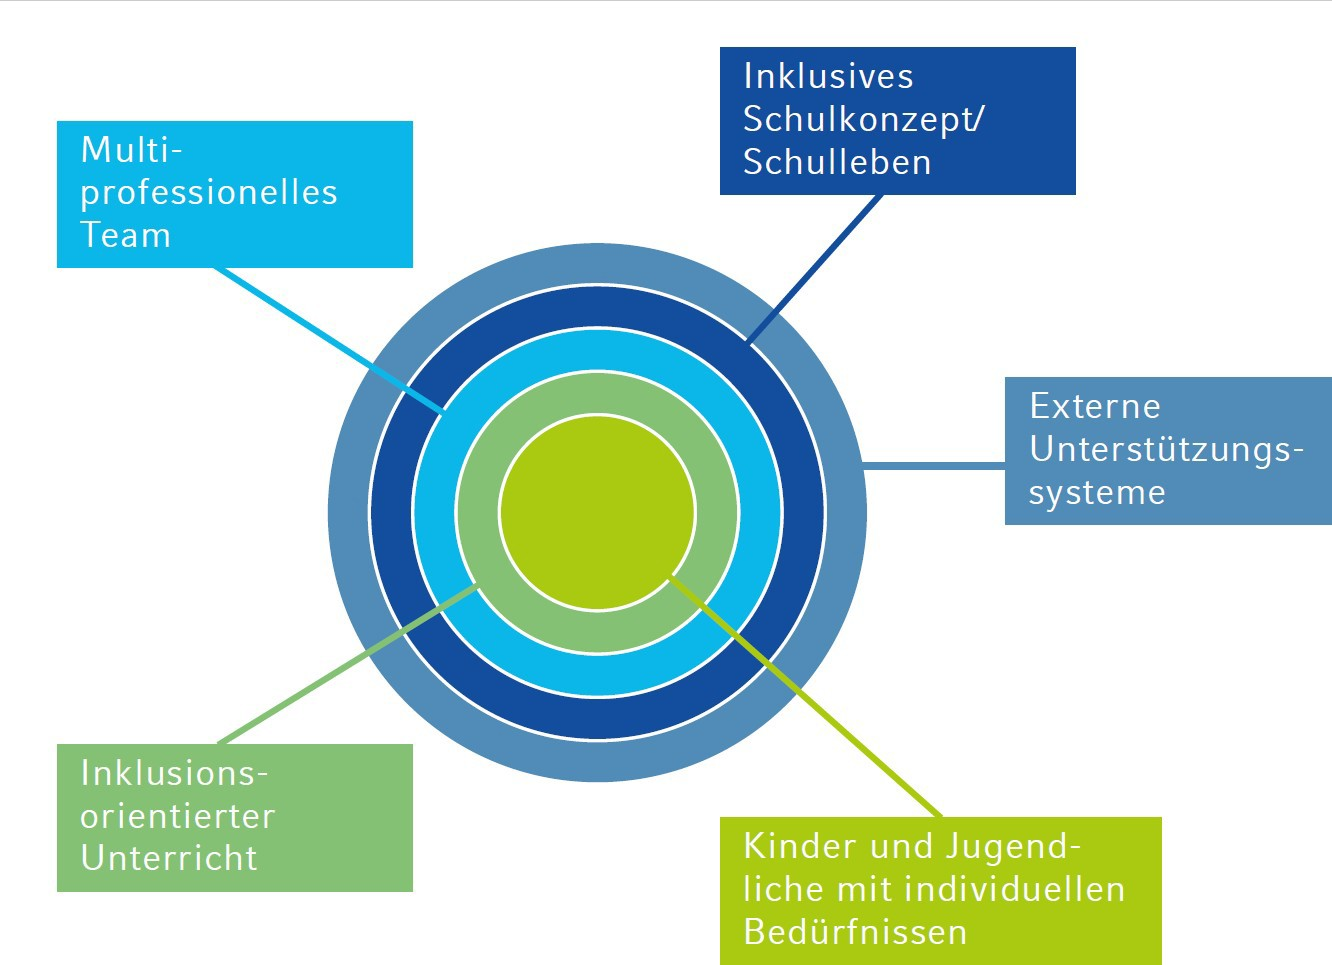 Inklusives
Schulkonzept/
Schulleben
Multi-
professionelles
Team
Externe
Unterstützungs-
systeme
Inklusions-
orientierter
Unterricht
Kinder und Jugend-
liche mit individuellen
Bedürfnissen